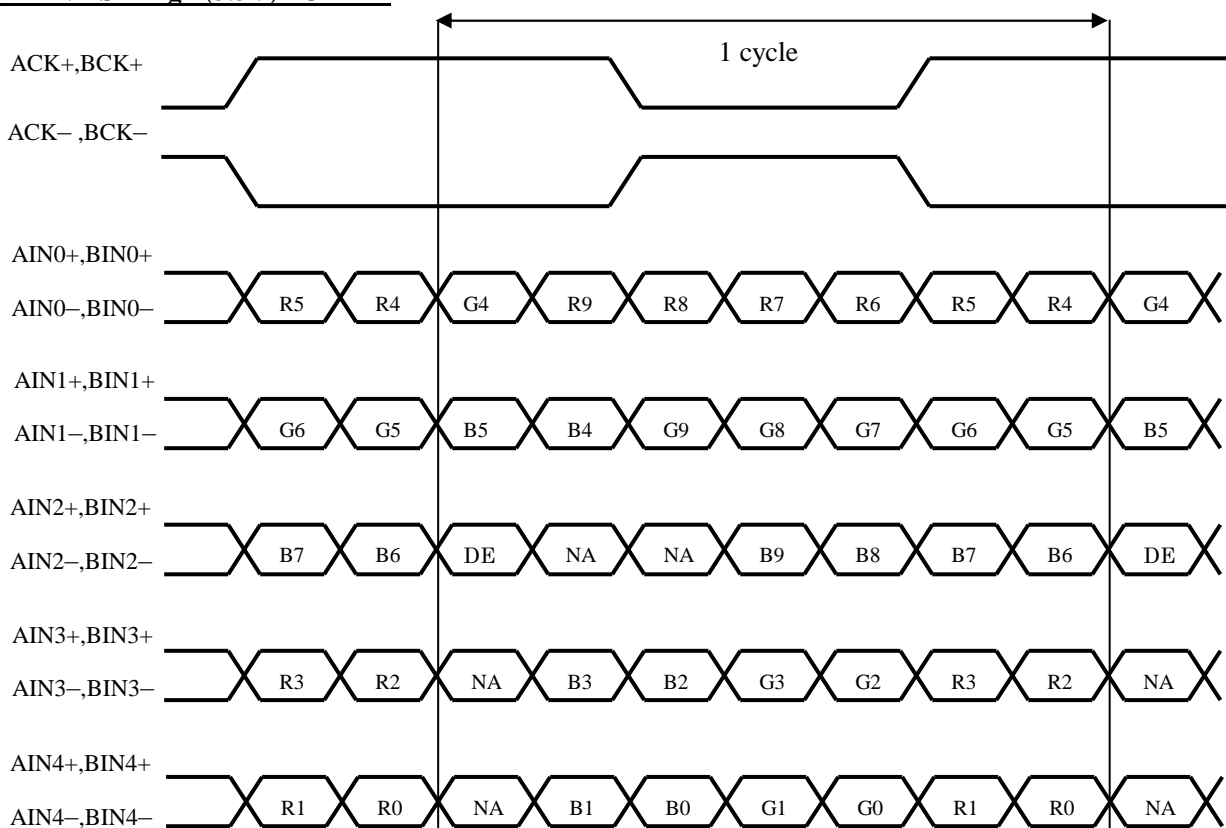 1 cycle
ACK+,BCK+
ACK– ,BCK–
AIN0+,BIN0+
AIN0–,BIN0–
R5 R4 G4 R9 R8 R7 R6 R5 R4 G4
AIN1+,BIN1+
AIN1–,BIN1–
G6 G5 B5 B4 G9 G8 G7 G6 G5 B5
AIN2+,BIN2+
AIN2–,BIN2–
B7 B6 DE NA NA B9 B8 B7 B6 DE
AIN3+,BIN3+
AIN3–,BIN3–
R3 R2 NA B3 B2 G3 G2 R3 R2 NA
AIN4+,BIN4+
AIN4–,BIN4–
R1 R0 NA B1 B0 G1 G0 R1 R0 NA